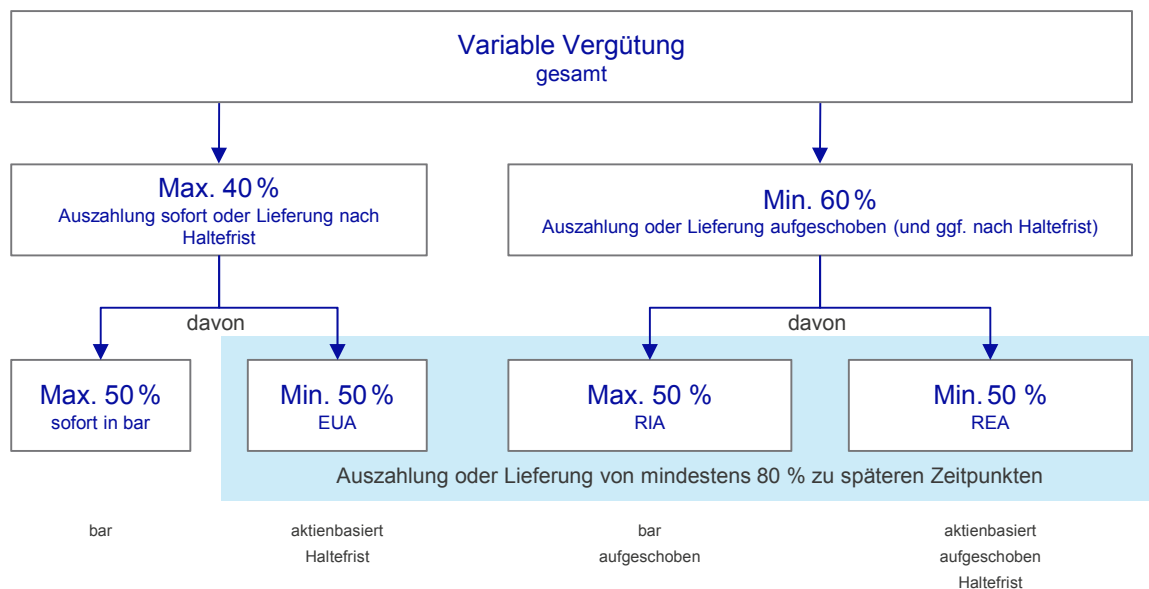 Variable Vergütung
gesamt
Max. 40 %
Auszahlung sofort oder Lieferung nach
Haltefrist
Min. 60 %
Auszahlung oder Lieferung aufgeschoben (und ggf. nach Haltefrist)
davon
davon
Max. 50 %
sofort in bar
Min. 50 %
EUA
Max. 50 %
RIA
Min. 50 %
REA
Auszahlung oder Lieferung von mindestens 80 % zu späteren Zeitpunkten
bar
aktienbasiert
Haltefrist
bar
aufgeschoben
aktienbasiert
aufgeschoben
Haltefrist